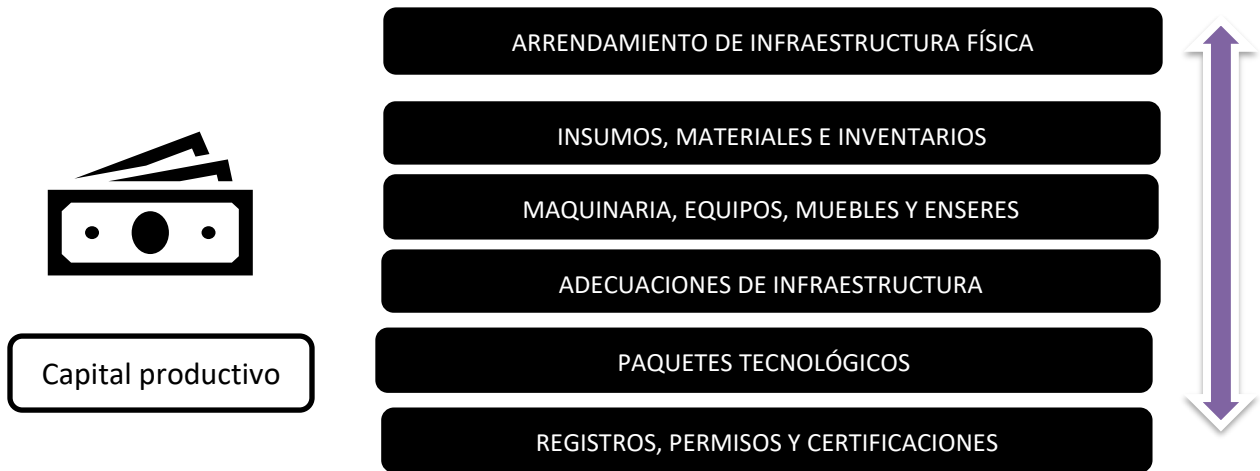 ARRENDAMIENTO DE INFRAESTRUCTURA FÍSICA
INSUMOS, MATERIALES E INVENTARIOS
MAQUINARIA, EQUIPOS, MUEBLES Y ENSERES
ADECUACIONES DE INFRAESTRUCTURA
PAQUETES TECNOLÓGICOS
REGISTROS, PERMISOS Y CERTIFICACIONES
Capital productivo